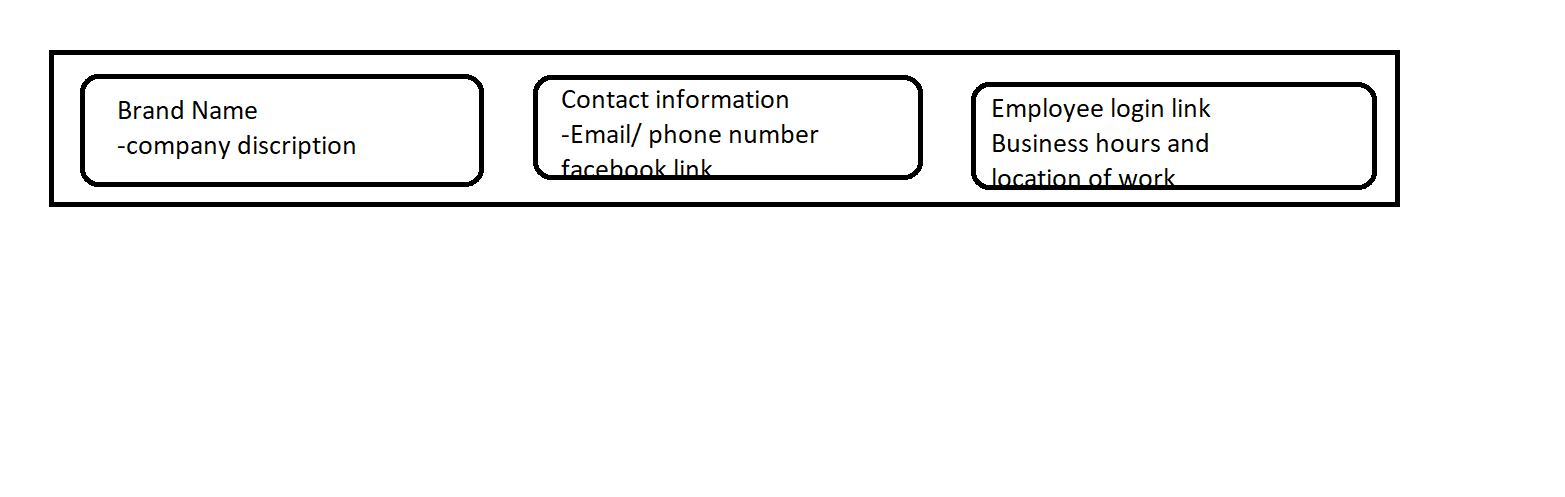 Brand Name
-company discription
Contact information
-Email/ phone number
facebook link
Employee login link
Business hours and
location of work